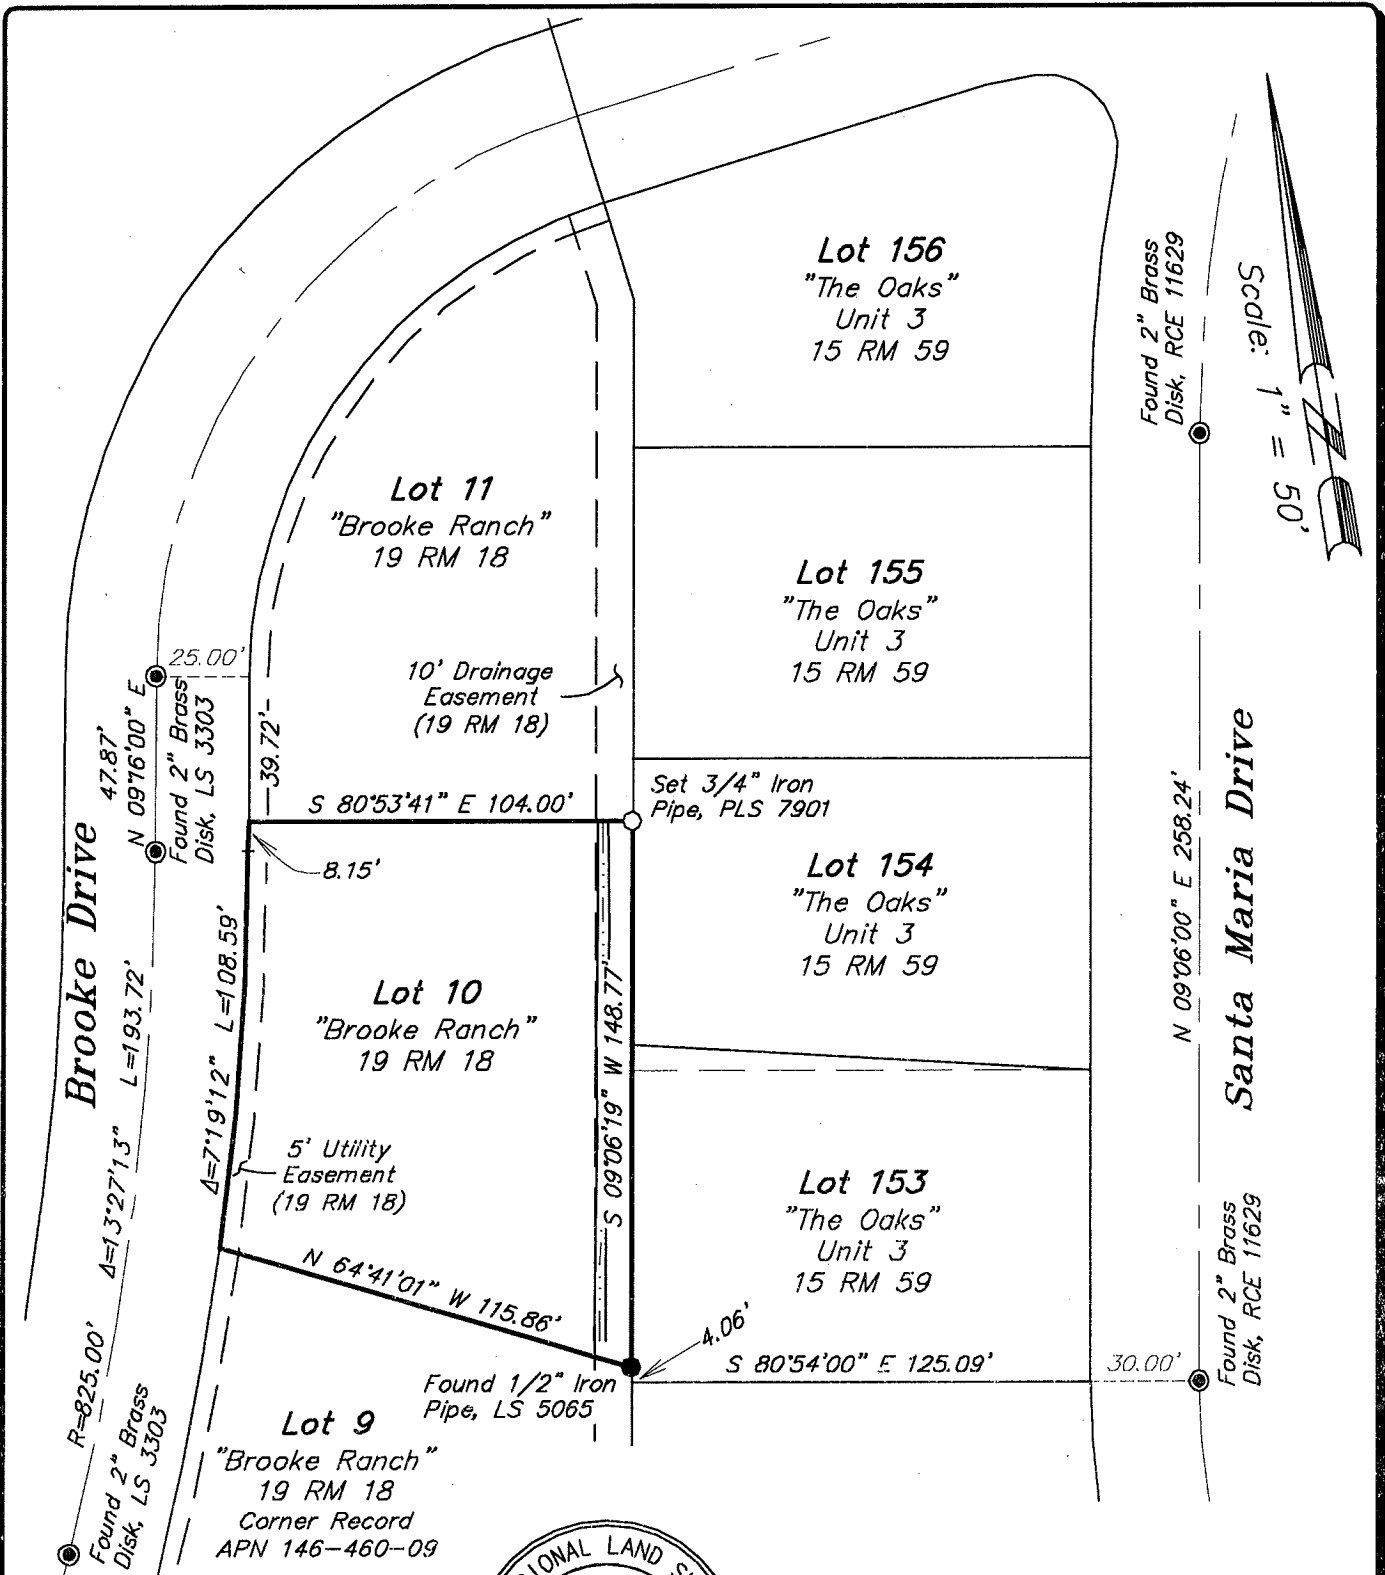 Lot 156
"The Oaks"
Unit 3
15 RM 59
Found 2" Brass
Disk, RCE 11629
Scale: 1" = 50'
Lot 11
"Brooke Ranch"
19 RM 18
Lot 155
"The Oaks"
Unit 3
15 RM 59
10' Drainage
Easement
(19 RM 18)
25.00'
47.87'
N 09°16'00" E
Found 2" Brass
Disk, LS 3303
39.72'
S 80°53'41" E 104.00'
Set 3/4" Iron
Pipe, PLS 7901
8.15'
Brooke Drive
Lot 154
"The Oaks"
Unit 3
15 RM 59
N 09°06'00" E 258.24'
Santa Maria Drive
Δ=7°19'12" L=108.59'
Lot 10
"Brooke Ranch"
19 RM 18
S 09°06'19" W 148.77'
R=825.00' Δ=13°27'13" L=193.72'
5' Utility
Easement
(19 RM 18)
Lot 153
"The Oaks"
Unit 3
15 RM 59
N 64°41'01" W 115.86'
4.06'
S 80°54'00" E 125.09'
30.00'
Found 2" Brass
Disk, RCE 11629
Found 1/2" Iron
Pipe, LS 5065
Found 2" Brass
Disk, LS 3303
Lot 9
"Brooke Ranch"
19 RM 18
Corner Record
APN 146-460-09
IONAL LAND S